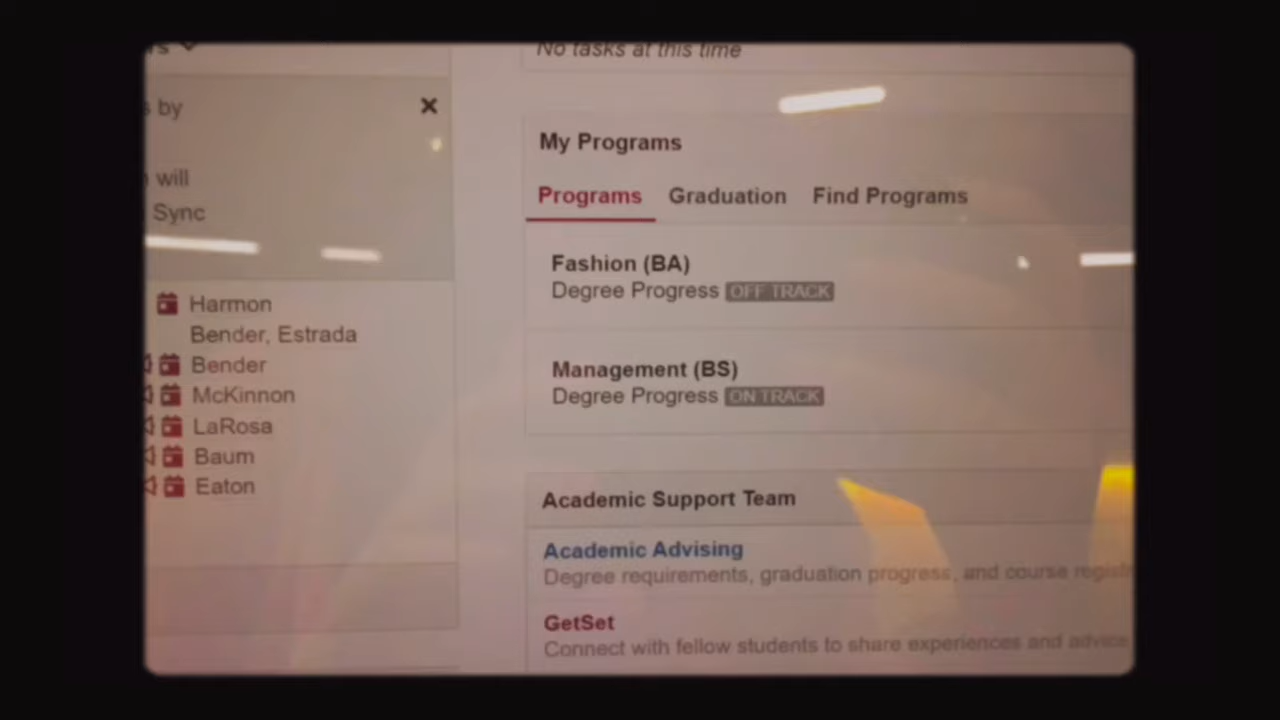 No tasks at this time
s by
will
Sync
Harmon
Bender, Estrada
Bender
McKinnon
LaRosa
Baum
Eaton
My Programs
Programs Graduation Find Programs
Fashion (BA)
Degree Progress OFF TRACK
Management (BS)
Degree Progress ON TRACK
Academic Support Team
Academic Advising
Degree requirements, graduation progress, and course
GetSet
Connect with fellow students to share experiences and advice